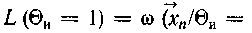 L (Θи = 1) = ω (x⃗n/Θи =